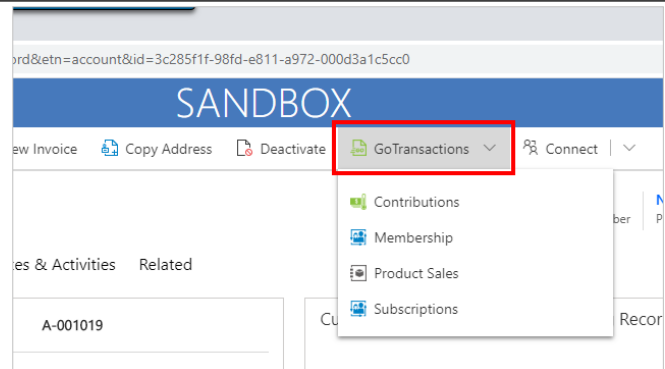 ord&etn=account&id=3c285f1f-98fd-e811-a972-000d3a1c5cc0
SANDBOX
ew Invoice Copy Address Deactivate GoTransactions Connect
Contributions
N
ber P
Membership
es & Activities Related
Product Sales
Subscriptions
A-001019 Cu Recor